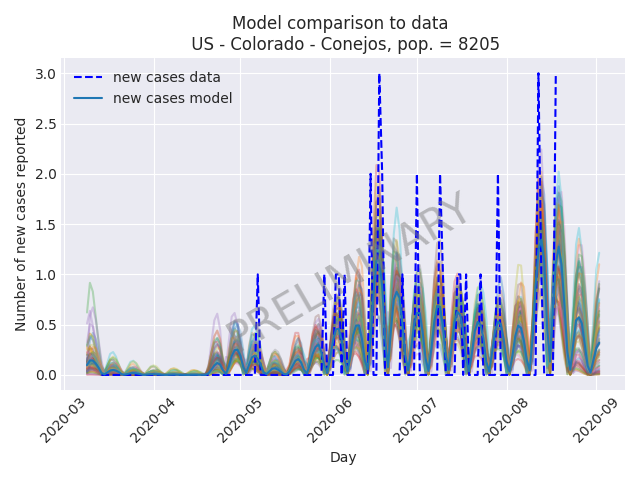 Model comparison to data
US - Colorado - Conejos, pop. = 8205
new cases data
new cases model
Number of new cases reported
3.0
2.5
2.0
1.5
1.0
0.5
0.0
PRELIMINARY
2020-03
2020-04
2020-05
2020-06
2020-07
2020-08
2020-09
Day